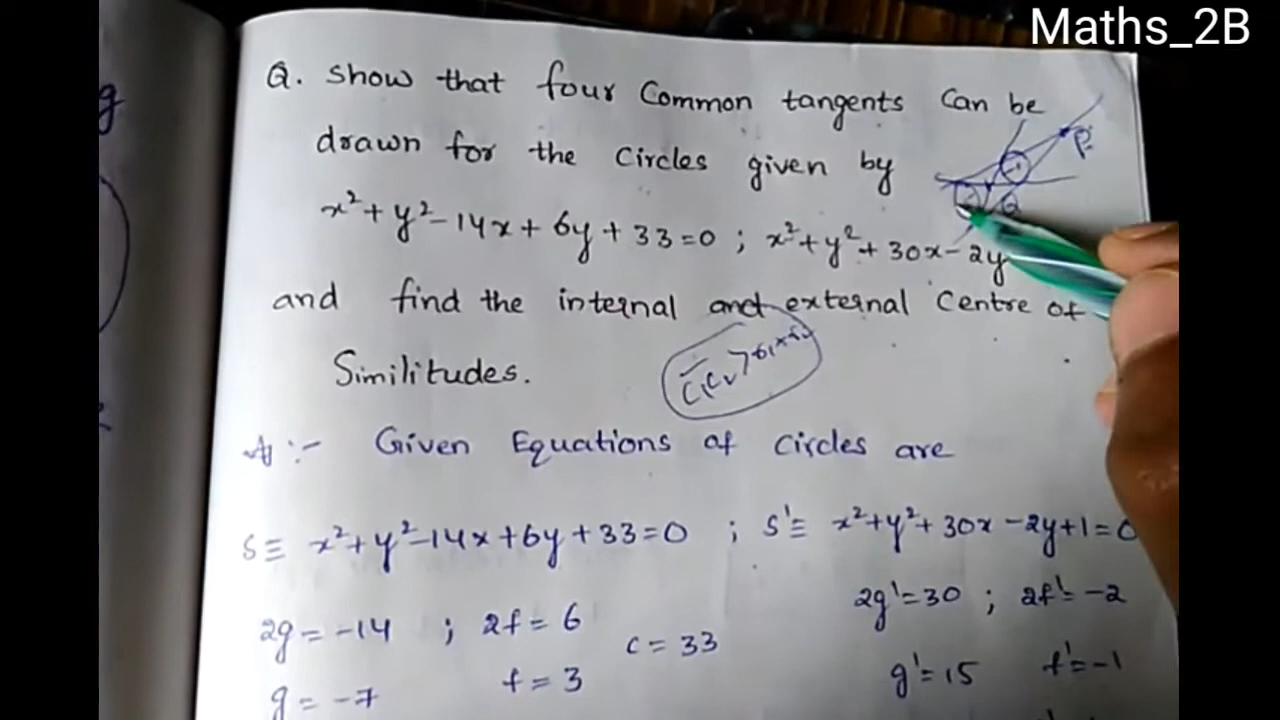 Maths_2B
Q. Show that four Common tangents Can be
drawn for the Circles given by
x²+y²-14x+6y+33=0 ; x²+y²+30x-2y
and find the internal and external Centre of
Similitudes.
P
Q
A :- Given Equations of Circles are
S≡ x²+y²-14x+6y+33=0 ; S'≡ x²+y²+30x-2y+1=0
2g=-14 ; 2f=6 c=33 2g'=30 ; 2f'=-2
g=-7 f=3 g'=15 f'=-1